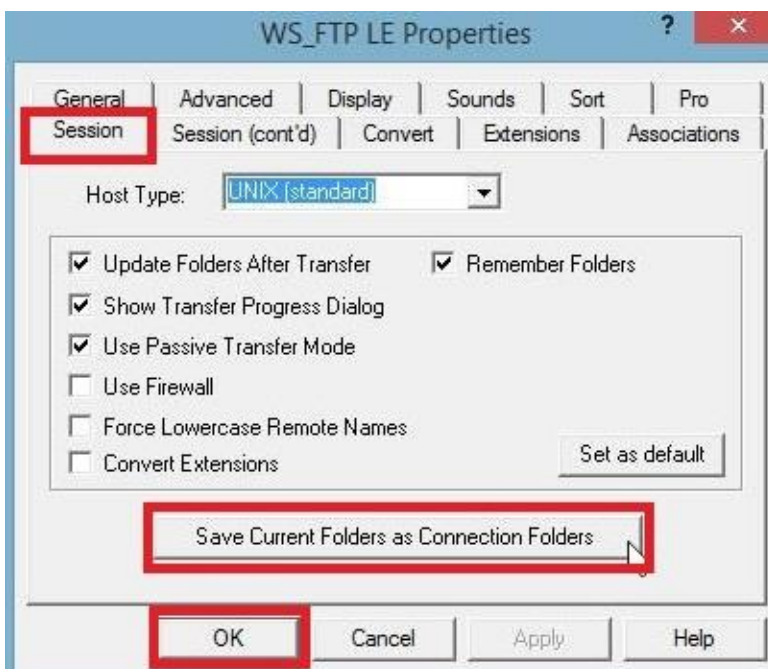 WS_FTP LE Properties ? ×
General Advanced Display Sounds Sort Pro
Session Session (cont'd) Convert Extensions Associations
Host Type: UNIX (standard)
Update Folders After Transfer Remember Folders
Show Transfer Progress Dialog
Use Passive Transfer Mode
Use Firewall
Force Lowercase Remote Names
Convert Extensions Set as default
Save Current Folders as Connection Folders
OK Cancel Apply Help